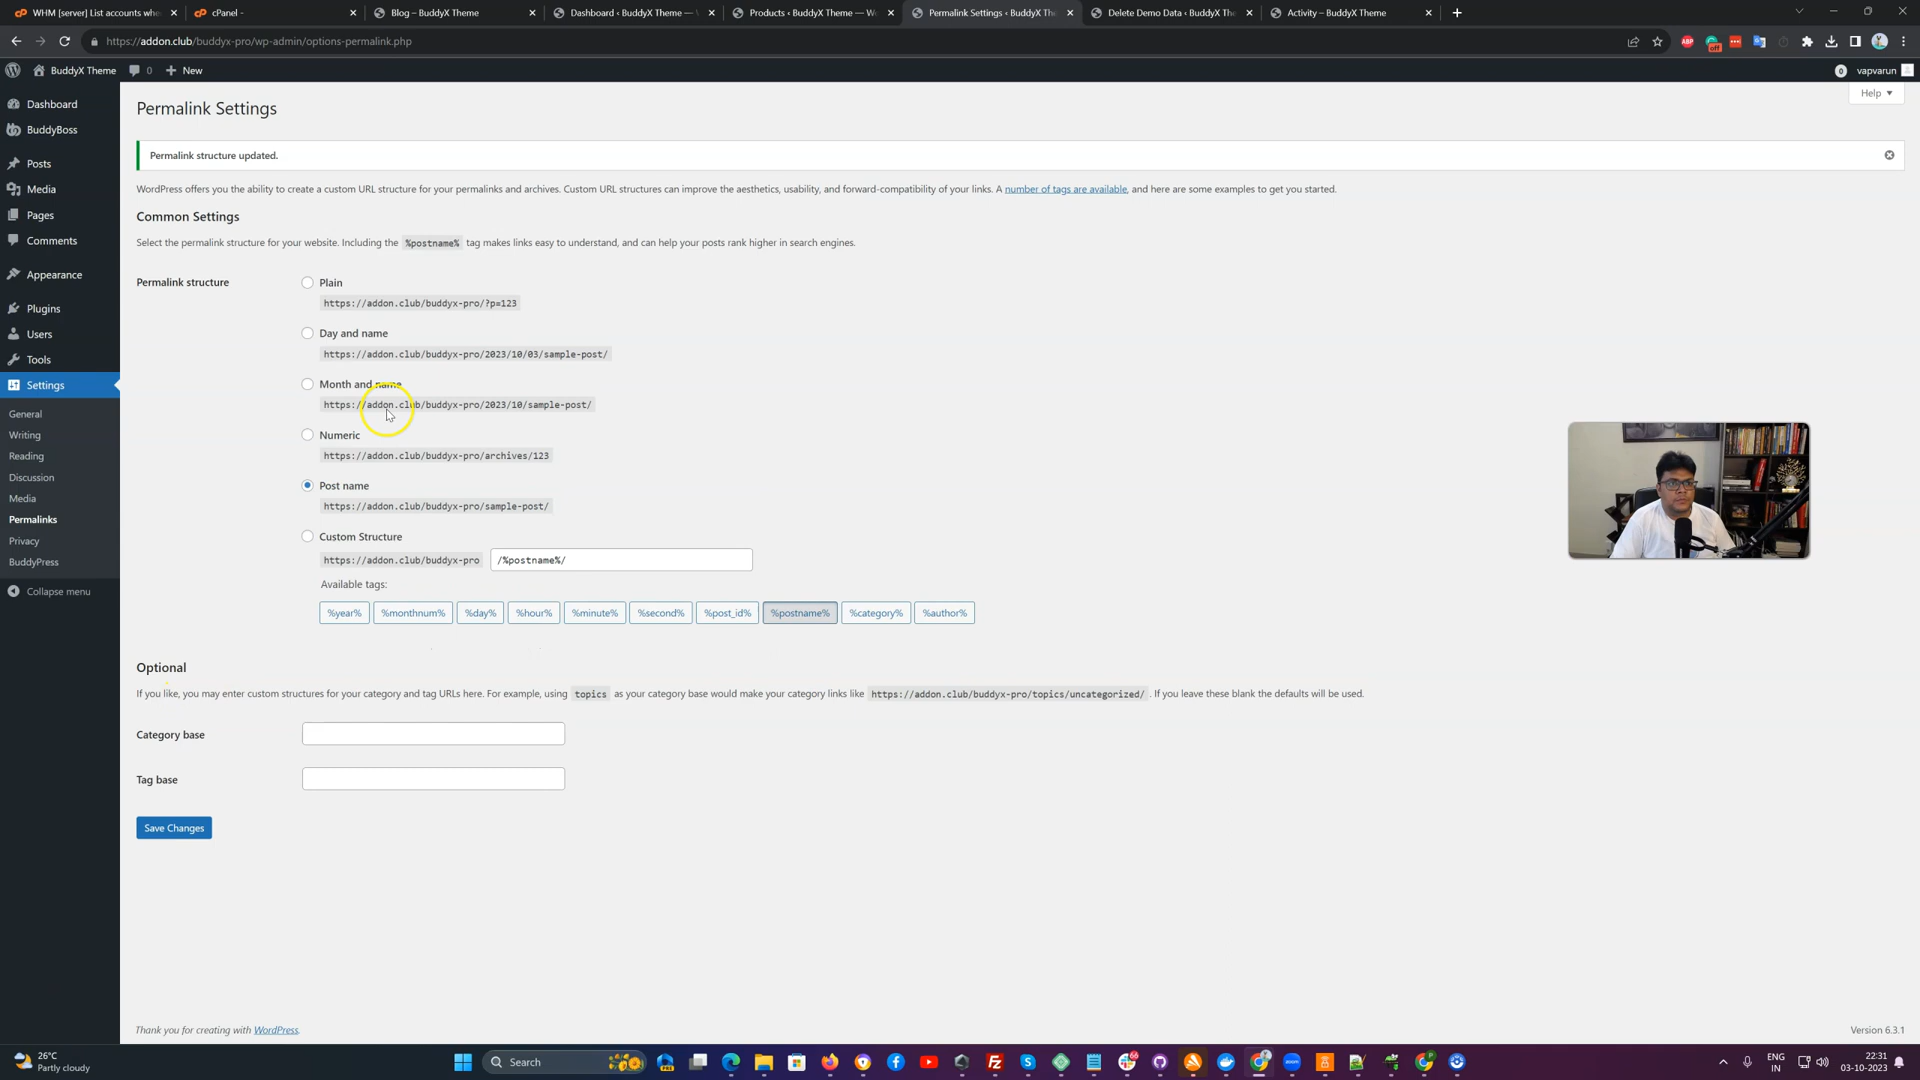 WHM [server] List accounts whe
cPanel -
Blog – BuddyX Theme
Dashboard ‹ BuddyX Theme —
Products ‹ BuddyX Theme — Wo
Permalink Settings ‹ BuddyX The
Delete Demo Data ‹ BuddyX Th
Activity – BuddyX Theme
https://addon.club/buddyx-pro/wp-admin/options-permalink.php
ABP
off
BuddyX Theme
0
New
0
vapvarun
Help
Dashboard
BuddyBoss
Posts
Media
Pages
Comments
Appearance
Plugins
Users
Tools
Settings
General
Writing
Reading
Discussion
Media
Permalinks
Privacy
BuddyPress
Collapse menu
Permalink Settings
Permalink structure updated.
WordPress offers you the ability to create a custom URL structure for your permalinks and archives. Custom URL structures can improve the aesthetics, usability, and forward-compatibility of your links. A number of tags are available, and here are some examples to get you started.
Common Settings
Select the permalink structure for your website. Including the %postname% tag makes links easy to understand, and can help your posts rank higher in search engines.
Permalink structure
Plain
https://addon.club/buddyx-pro/?p=123
Day and name
https://addon.club/buddyx-pro/2023/10/03/sample-post/
Month and name
https://addon.club/buddyx-pro/2023/10/sample-post/
Numeric
https://addon.club/buddyx-pro/archives/123
Post name
https://addon.club/buddyx-pro/sample-post/
Custom Structure
https://addon.club/buddyx-pro /%postname%/
Available tags:
%year% %monthnum% %day% %hour% %minute% %second% %post_id% %postname% %category% %author%
Optional
If you like, you may enter custom structures for your category and tag URLs here. For example, using topics as your category base would make your category links like https://addon.club/buddyx-pro/topics/uncategorized/ . If you leave these blank the defaults will be used.
Category base
Tag base
Save Changes
Thank you for creating with WordPress.
Version 6.3.1
26°C
Partly cloudy
Search
ENG
IN
22:31
03-10-2023